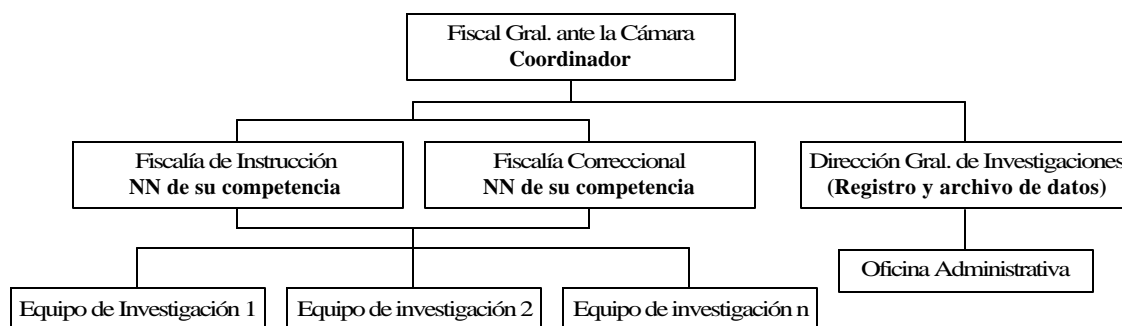 Fiscal Gral. ante la Cámara
Coordinador
Fiscalía de Instrucción
NN de su competencia
Fiscalía Correccional
NN de su competencia
Dirección Gral. de Investigaciones
(Registro y archivo de datos)
Oficina Administrativa
Equipo de Investigación 1
Equipo de investigación 2
Equipo de investigación n